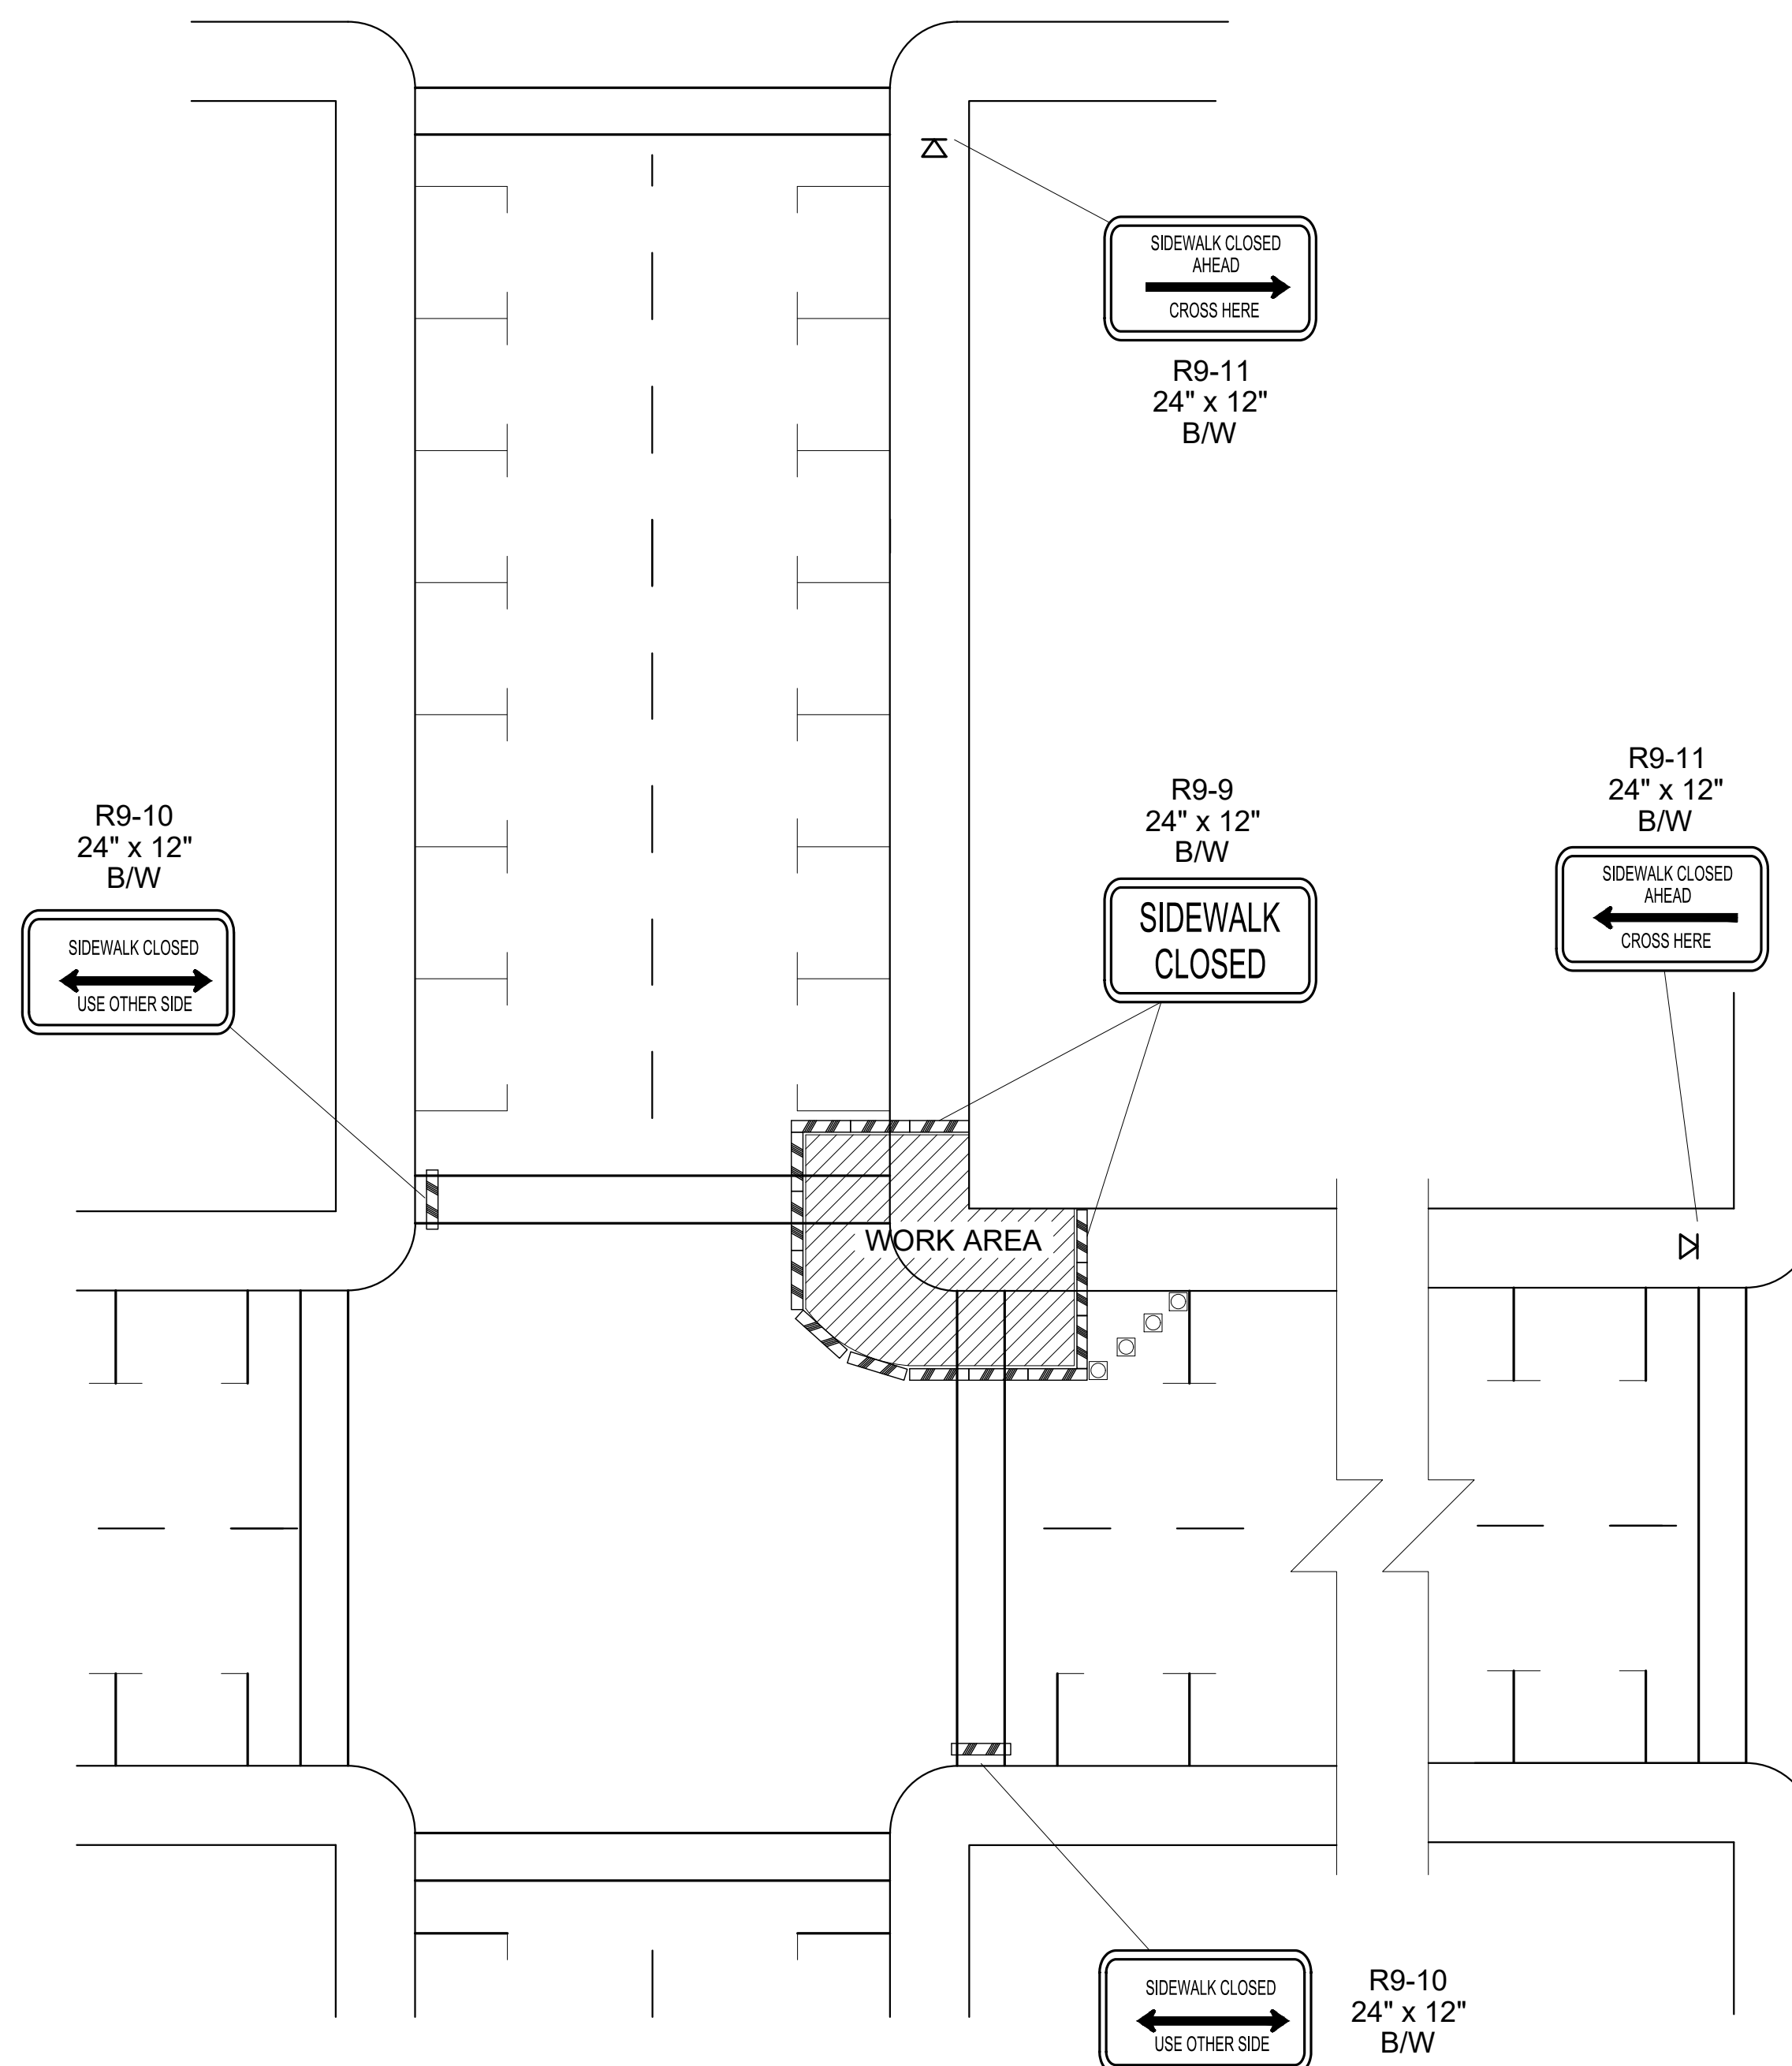 SIDEWALK CLOSED
AHEAD
CROSS HERE
R9-11
24" x 12"
B/W
R9-11
24" x 12"
B/W
SIDEWALK CLOSED
AHEAD
CROSS HERE
R9-9
24" x 12"
B/W
SIDEWALK
CLOSED
R9-10
24" x 12"
B/W
SIDEWALK CLOSED
USE OTHER SIDE
WORK AREA
SIDEWALK CLOSED
USE OTHER SIDE
R9-10
24" x 12"
B/W